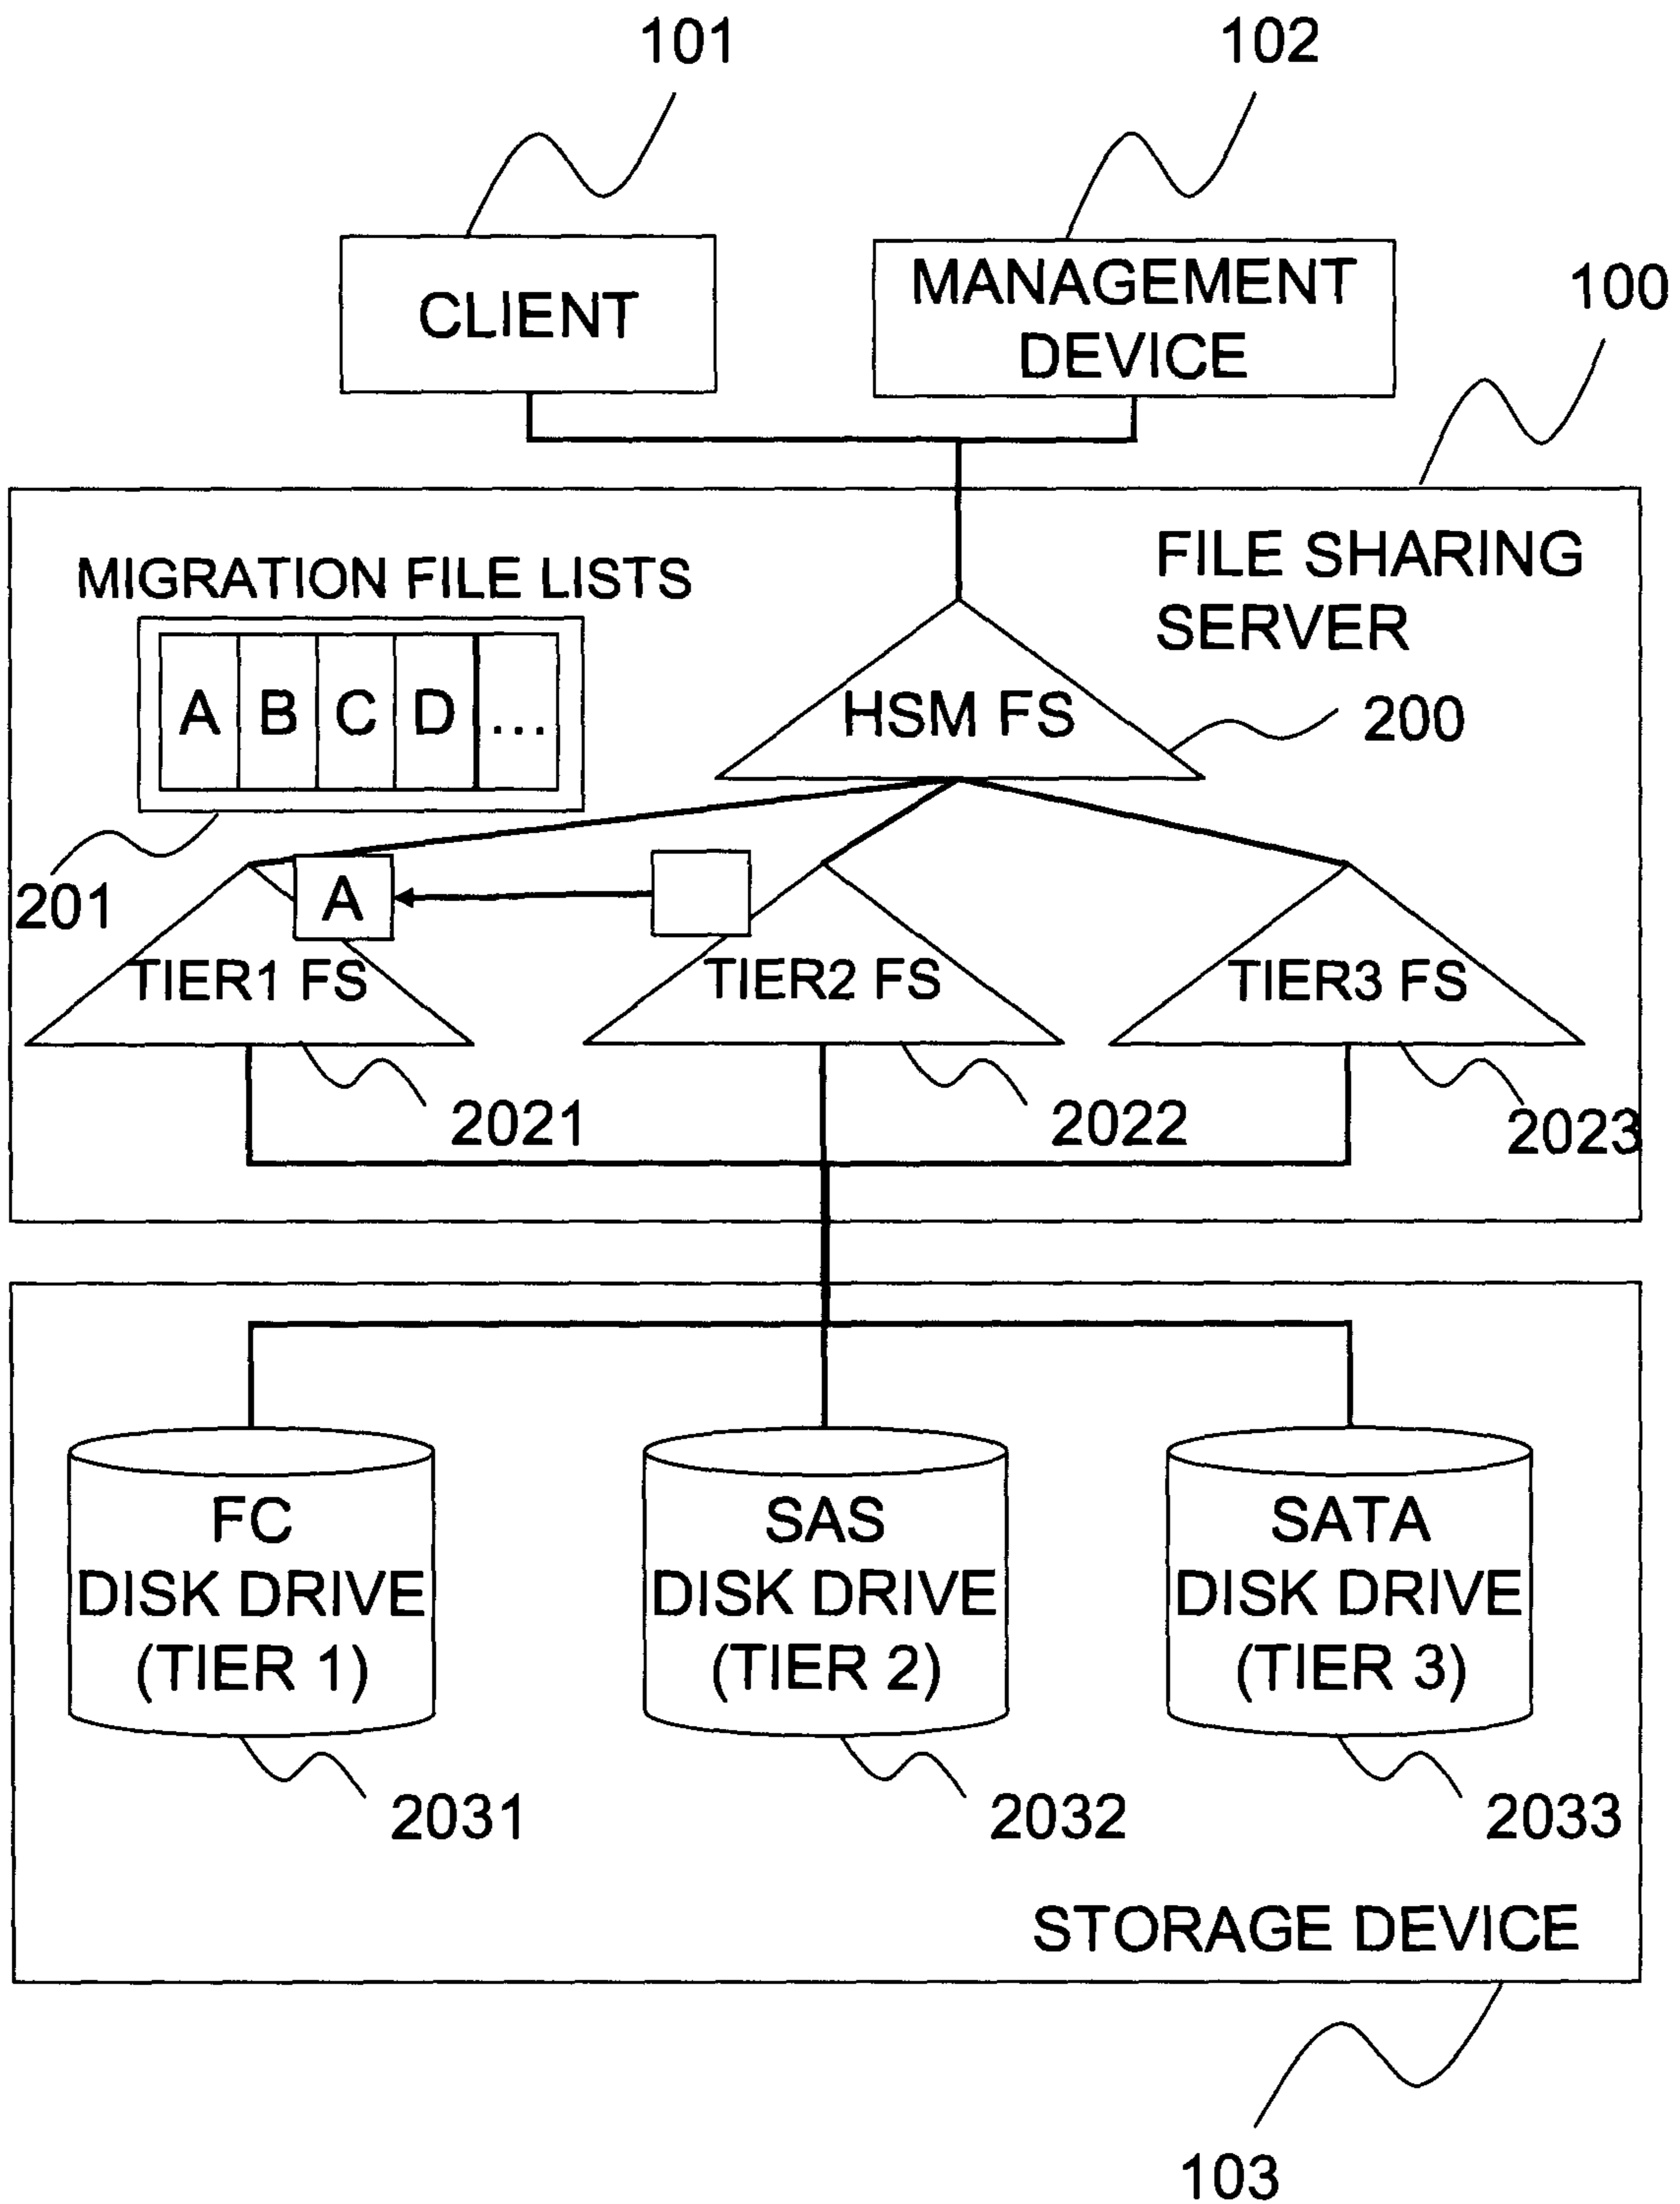 101
102
CLIENT
MANAGEMENT
DEVICE
100
FILE SHARING
SERVER
MIGRATION FILE LISTS
A B C D ...
HSM FS
200
201
A
TIER1 FS
TIER2 FS
TIER3 FS
2021
2022
2023
FC
DISK DRIVE
(TIER 1)
SAS
DISK DRIVE
(TIER 2)
SATA
DISK DRIVE
(TIER 3)
2031
2032
2033
STORAGE DEVICE
103